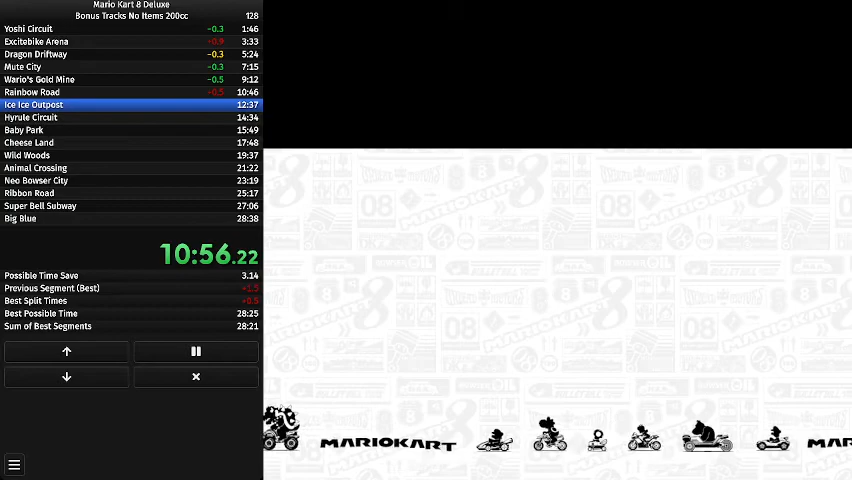 Mario Kart 8 Deluxe
Bonus Tracks No Items 200cc 128
Yoshi Circuit −0.3 1:46
Excitebike Arena −0.9 3:33
Dragon Driftway −0.3 5:24
Mute City −0.3 7:15
Wario's Gold Mine −0.5 9:12
Rainbow Road +0.5 10:46
Ice Ice Outpost 12:37
Hyrule Circuit 14:34
Baby Park 15:49
Cheese Land 17:48
Wild Woods 19:37
Animal Crossing 21:22
Neo Bowser City 23:19
Ribbon Road 25:17
Super Bell Subway 27:06
Big Blue 28:38
10:56.22
Possible Time Save 3.14
Previous Segment (Best) +1.5
Best Split Times +0.5
Best Possible Time 28:25
Sum of Best Segments 28:21
MARIOKART
MARIO